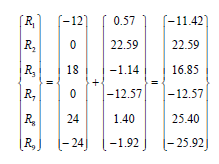 R₁ −12 0.57 −11.42
R₂ 0 22.59 22.59
R₃ = 18 + −1.14 = 16.85
R₇ 0 −12.57 −12.57
R₈ 24 1.40 25.40
R₉ −24 −1.92 −25.92